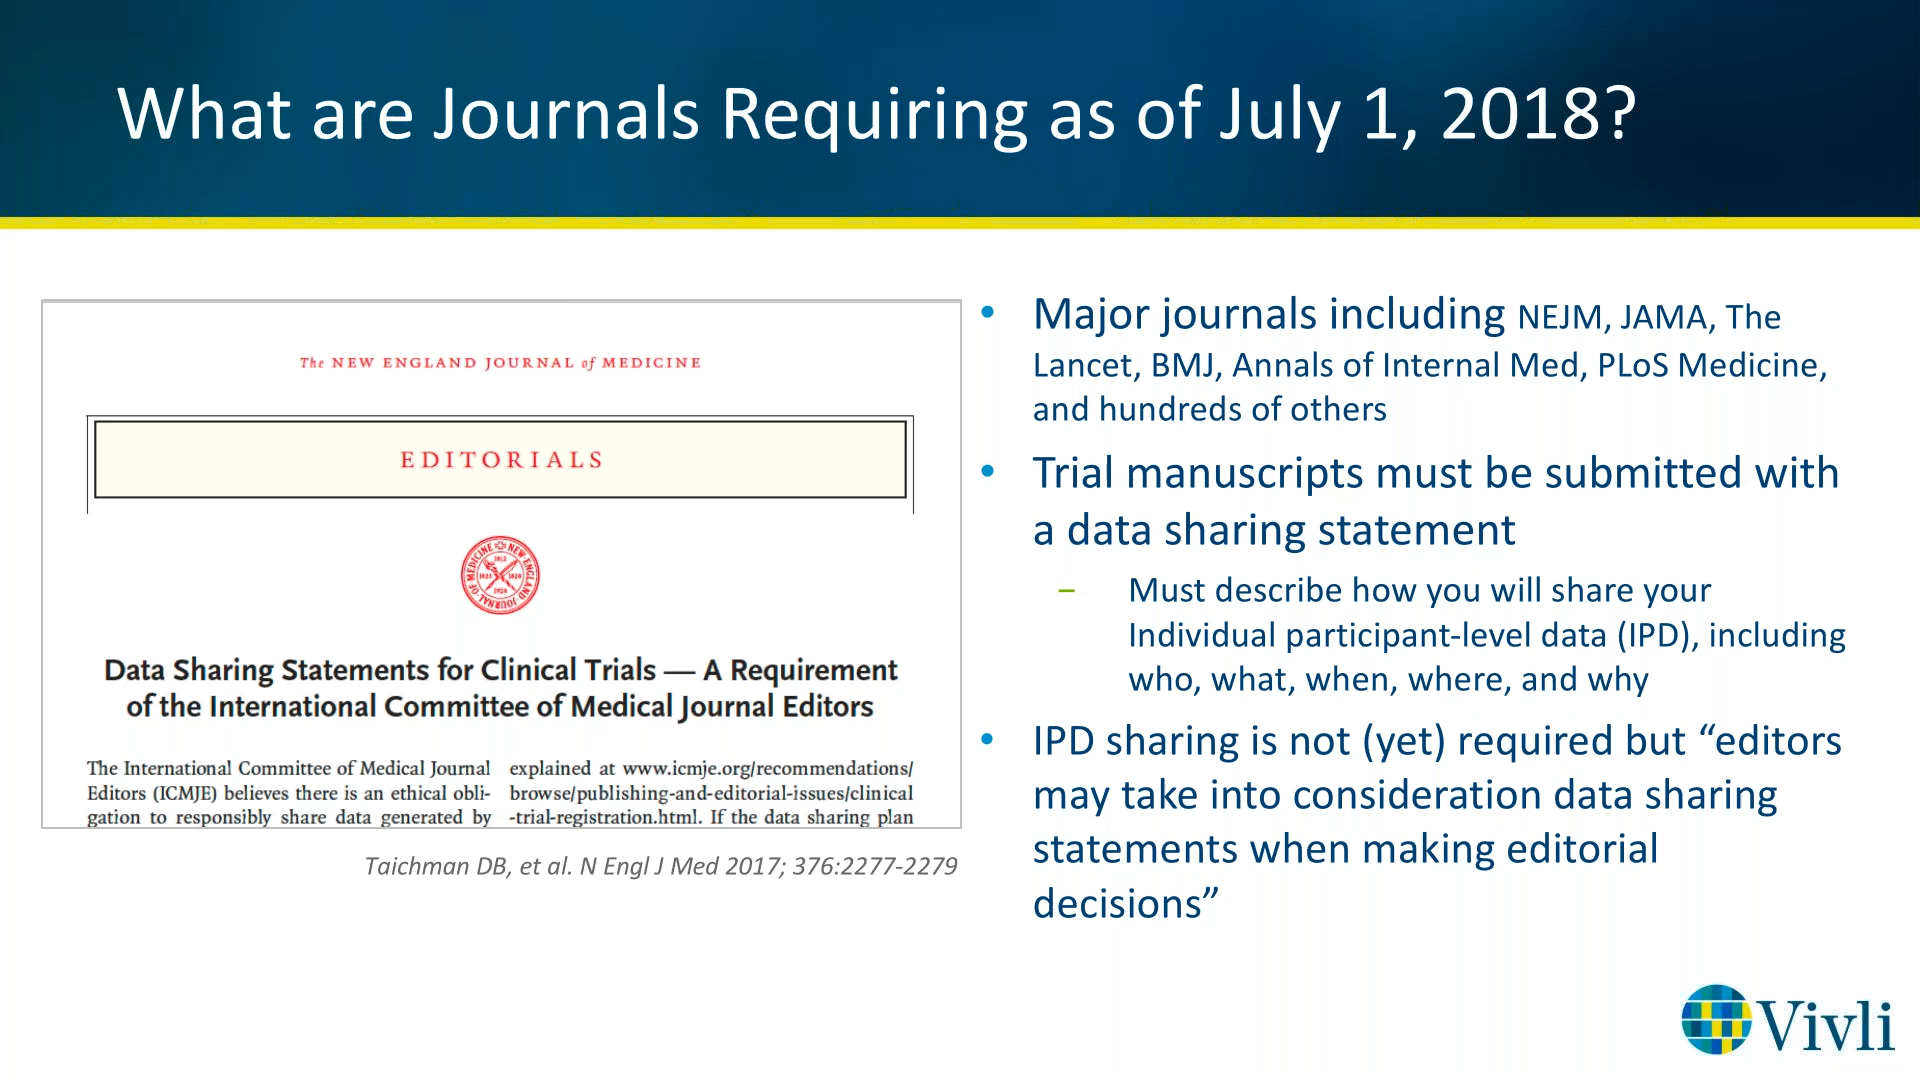 What are Journals Requiring as of July 1, 2018?
The NEW ENGLAND JOURNAL of MEDICINE
EDITORIALS
Data Sharing Statements for Clinical Trials — A Requirement
of the International Committee of Medical Journal Editors
The International Committee of Medical Journal
Editors (ICMJE) believes there is an ethical obli-
gation to responsibly share data generated by
explained at www.icmje.org/recommendations/
browse/publishing-and-editorial-issues/clinical
-trial-registration.html. If the data sharing plan
Taichman DB, et al. N Engl J Med 2017; 376:2277-2279
• Major journals including NEJM, JAMA, The
Lancet, BMJ, Annals of Internal Med, PLoS Medicine,
and hundreds of others
• Trial manuscripts must be submitted with
a data sharing statement
– Must describe how you will share your
Individual participant-level data (IPD), including
who, what, when, where, and why
• IPD sharing is not (yet) required but “editors
may take into consideration data sharing
statements when making editorial
decisions”
Vivli